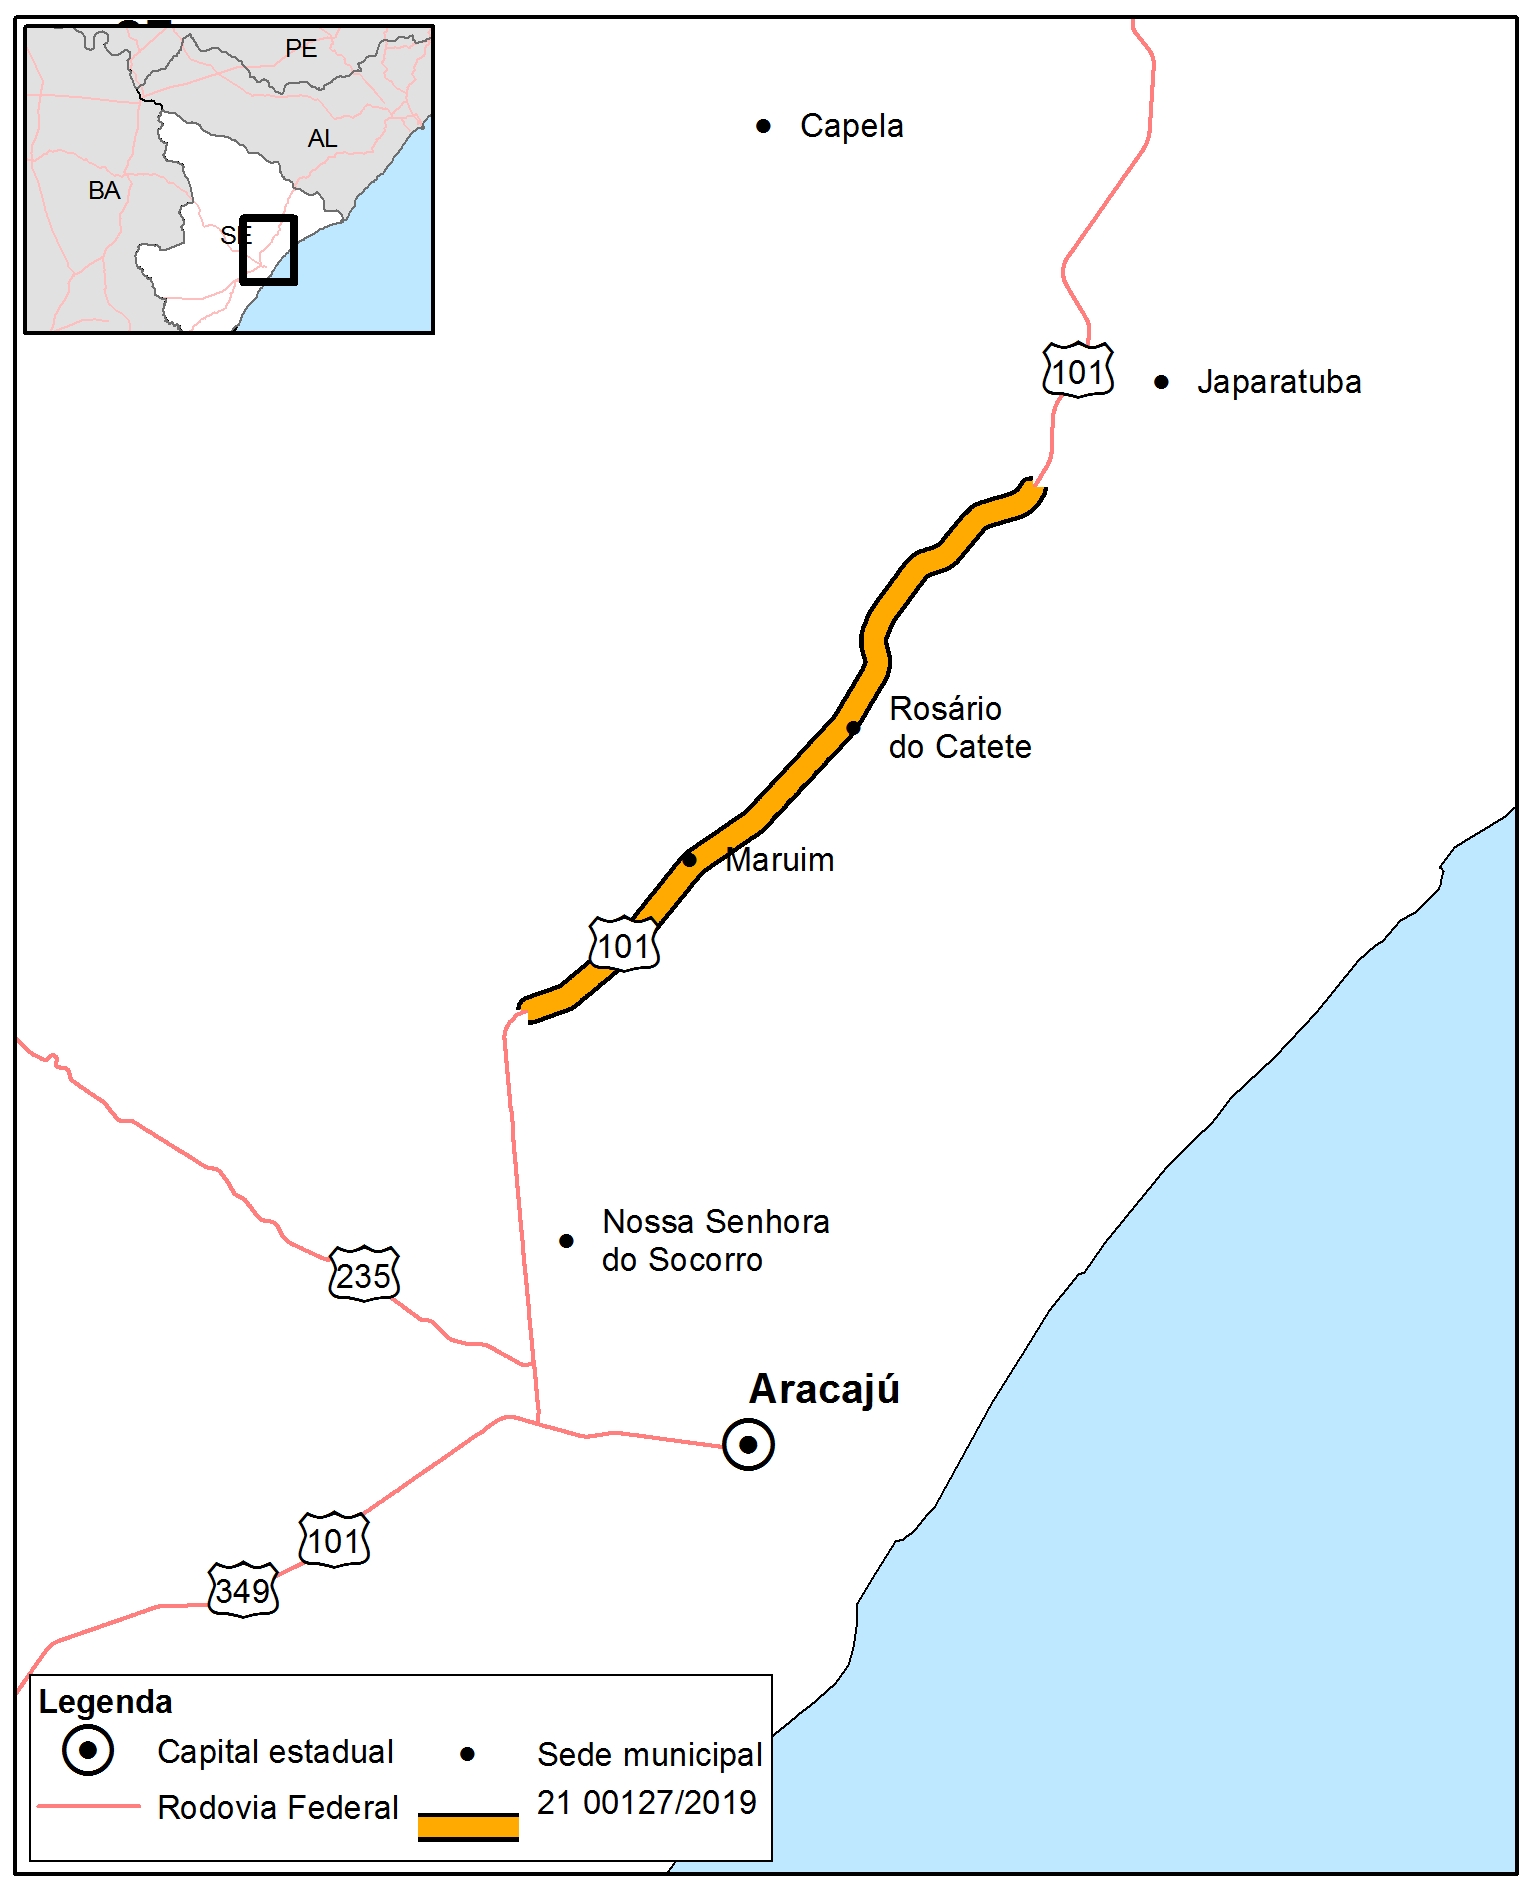 PE
AL
BA
SE
Capela
101
Japaratuba
Rosário
do Catete
Maruim
101
Nossa Senhora
do Socorro
235
Aracajú
101
349
Legenda
Capital estadual
Sede municipal
Rodovia Federal
21 00127/2019